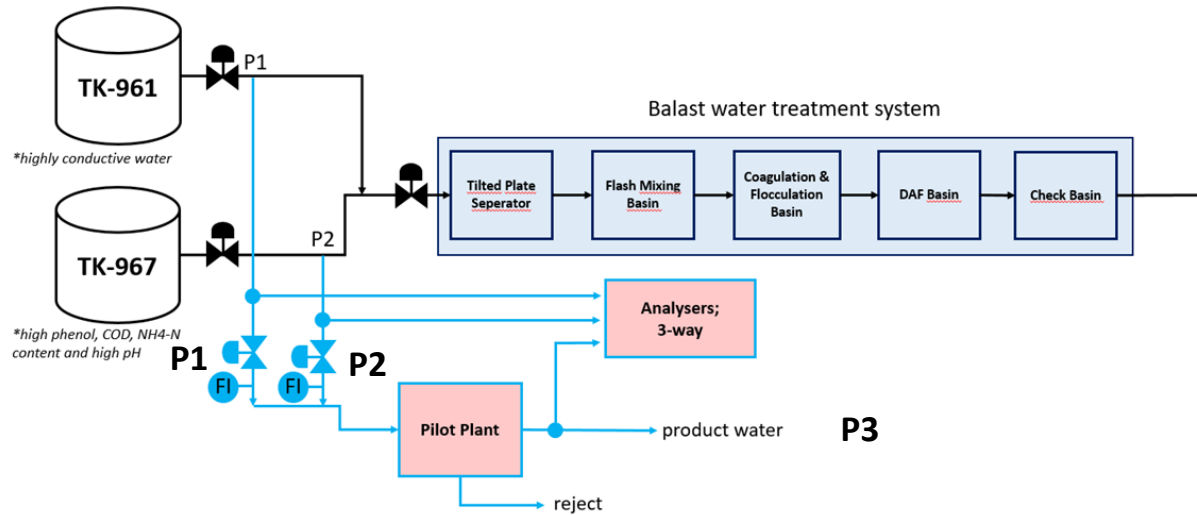 P1
TK-961
*highly conductive water
Balast water treatment system
Tilted Plate
Seperator
Flash Mixing
Basin
Coagulation &
Flocculation
Basin
DAF Basin
Check Basin
P2
TK-967
*high phenol, COD, NH4-N
content and high pH
Analysers;
3-way
P1
P2
FI
FI
Pilot Plant
product water
P3
reject